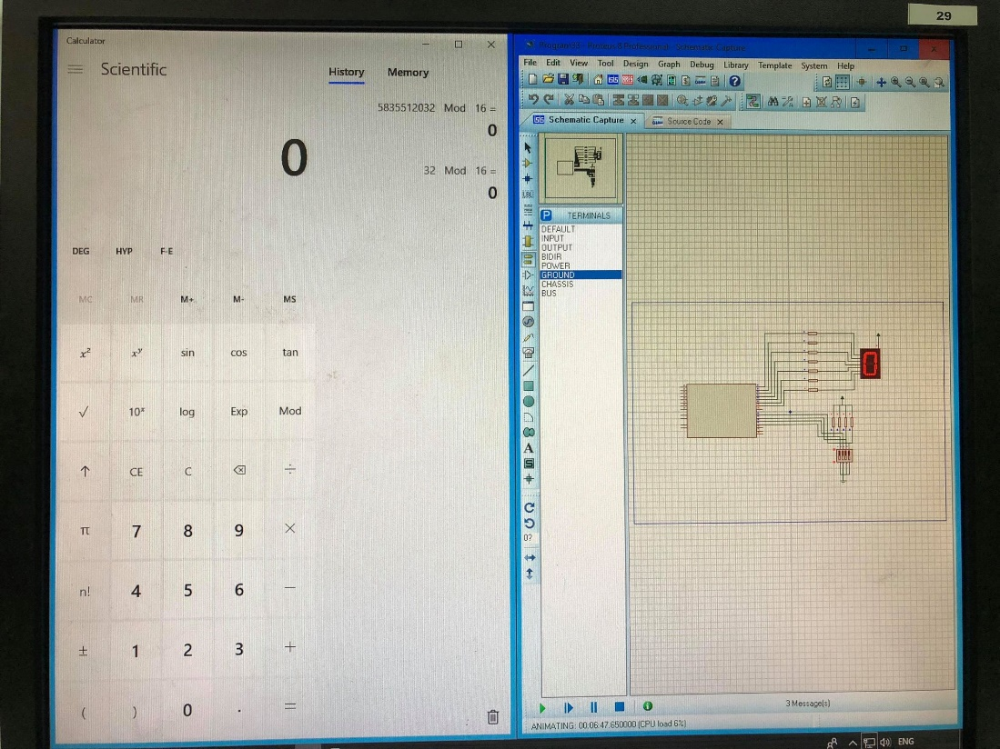 29
Calculator
Scientific
History Memory
5835512032 Mod 16 =
0
32 Mod 16 =
0
0
DEG HYP F-E
MC MR M+ M- MS
x² xʸ sin cos tan
√ 10ˣ log Exp Mod
↑ CE C ÷
π 7 8 9 ×
n! 4 5 6 −
± 1 2 3 +
( ) 0 . =
Proteus 8 Professional - Schematic Capture
File Edit View Tool Design Graph Debug Library Template System Help
Schematic Capture × Source Code ×
P TERMINALS
DEFAULT
INPUT
OUTPUT
BIDIR
POWER
GROUND
CHASSIS
BUS
A
S
0?
0
3 Message(s)
ANIMATING: 00:06:47.650000 (CPU load 6%)
ENG